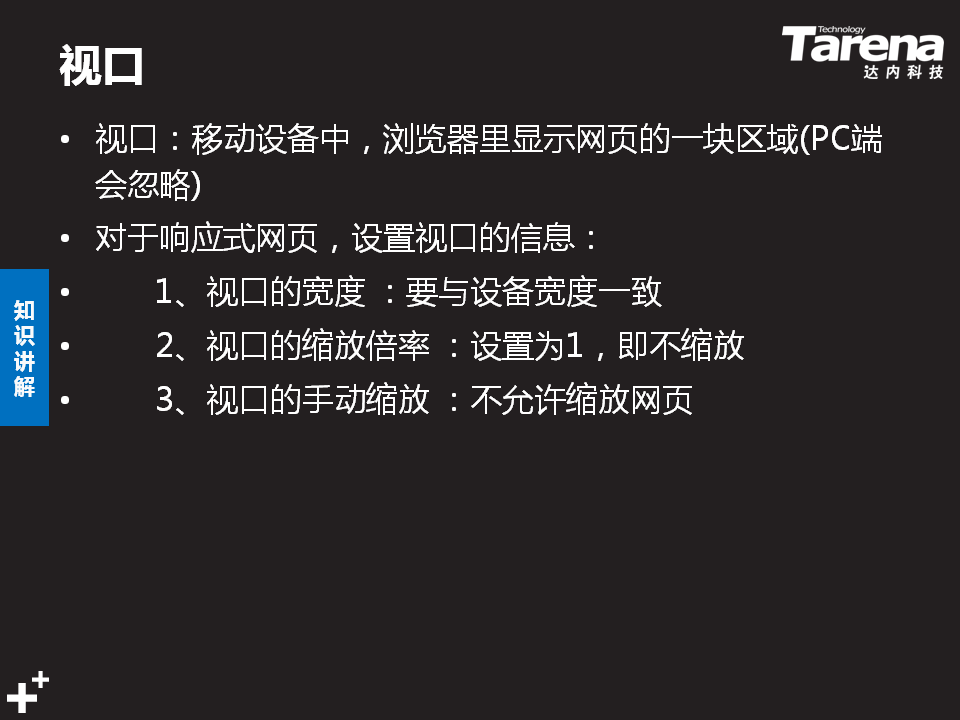 Technology
Tarena
达内科技
视口
• 视口：移动设备中，浏览器里显示网页的一块区域(PC端
会忽略)
• 对于响应式网页，设置视口的信息：
• 1、视口的宽度 ：要与设备宽度一致
• 2、视口的缩放倍率 ：设置为1，即不缩放
• 3、视口的手动缩放 ：不允许缩放网页
知识讲解